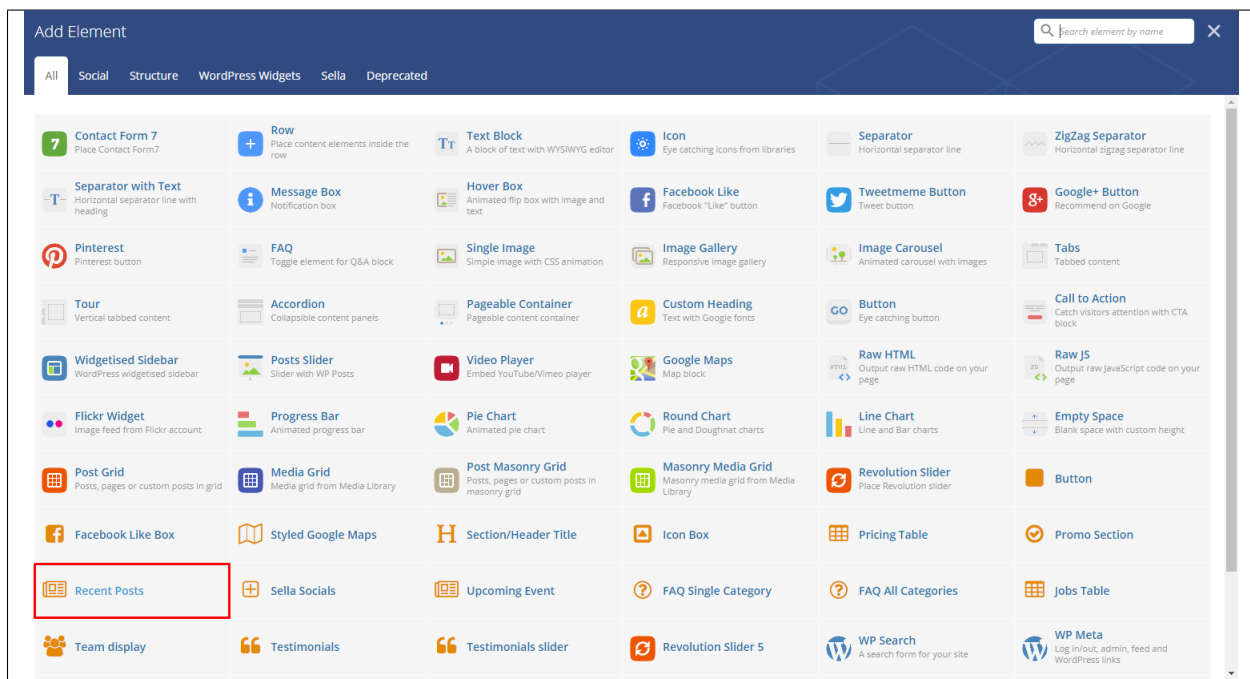 Add Element
Search element by name
All Social Structure WordPress Widgets Sella Deprecated
Contact Form 7
Place Contact Form7
Row
Place content elements inside the
row
Text Block
A block of text with WYSIWYG editor
Icon
Eye catching icons from libraries
Separator
Horizontal separator line
ZigZag Separator
Horizontal zigzag separator line
Separator with Text
Horizontal separator line with
heading
Message Box
Notification box
Hover Box
Animated flip box with image and
text
Facebook Like
Facebook "Like" button
Tweetmeme Button
Tweet button
Google+ Button
Recommend on Google
Pinterest
Pinterest button
FAQ
Toggle element for Q&A block
Single Image
Simple image with CSS animation
Image Gallery
Responsive image gallery
Image Carousel
Animated carousel with images
Tabs
Tabbed content
Tour
Vertical tabbed content
Accordion
Collapsible content panels
Pageable Container
Pageable content container
Custom Heading
Text with Google fonts
GO
Button
Eye catching button
Call to Action
Catch visitors attention with CTA
block
Widgetised Sidebar
WordPress widgetised sidebar
Posts Slider
Slider with WP Posts
Video Player
Embed YouTube/Vimeo player
Google Maps
Map block
Raw HTML
Output raw HTML code on your
page
Raw JS
Output raw JavaScript code on your
page
Flickr Widget
Image feed from Flickr account
Progress Bar
Animated progress bar
Pie Chart
Animated pie chart
Round Chart
Pie and Doughnat charts
Line Chart
Line and Bar charts
Empty Space
Blank space with custom height
Post Grid
Posts, pages or custom posts in grid
Media Grid
Media grid from Media Library
Post Masonry Grid
Posts, pages or custom posts in
masonry grid
Masonry Media Grid
Masonry media grid from Media
Library
Revolution Slider
Place Revolution slider
Button
Facebook Like Box
Styled Google Maps
Section/Header Title
Icon Box
Pricing Table
Promo Section
Recent Posts
Sella Socials
Upcoming Event
FAQ Single Category
FAQ All Categories
Jobs Table
Team display
Testimonials
Testimonials slider
Revolution Slider 5
WP Search
A search form for your site
WP Meta
Log in/out, admin, feed and
WordPress links